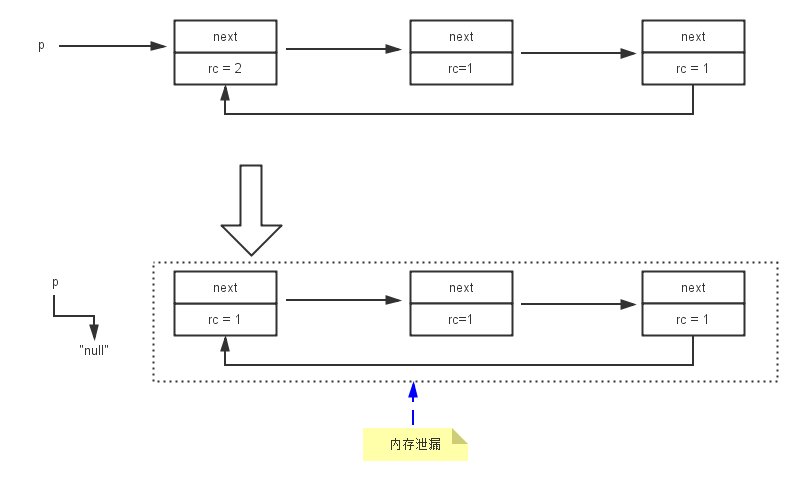 next
next
next
p
rc = 2
rc=1
rc = 1
p
next
next
next
rc = 1
rc=1
rc = 1
"null"
内存泄漏